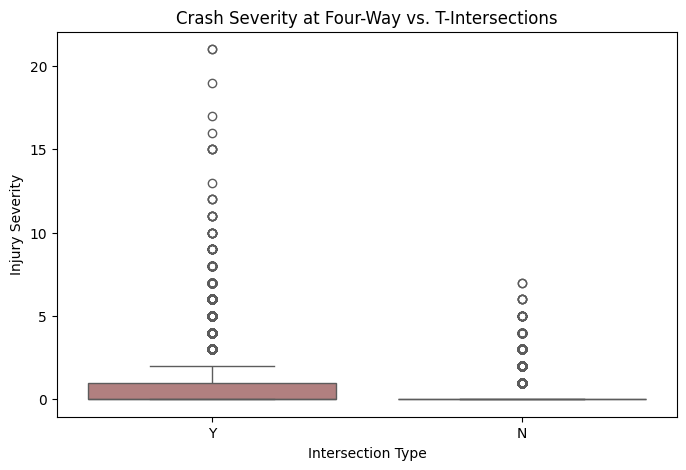 Crash Severity at Four-Way vs. T-Intersections
Injury Severity
20
15
10
5
0
Y
N
Intersection Type